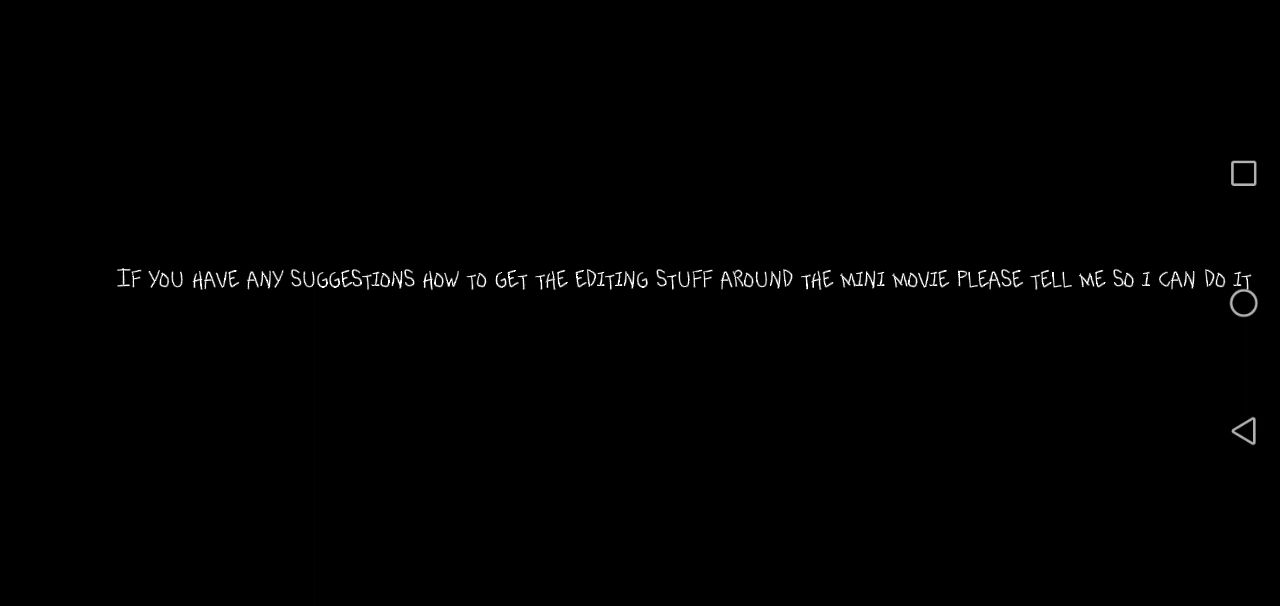 IF YOU HAVE ANY SUGGESTIONS HOW TO GET THE EDITING STUFF AROUND THE MINI MOVIE PLEASE TELL ME SO I CAN DO IT